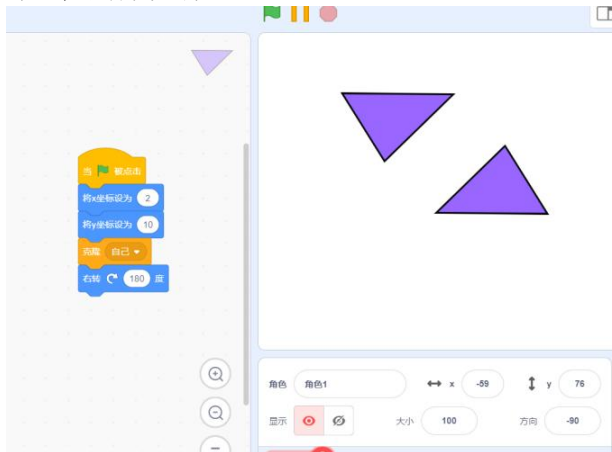 当 被点击
将x坐标设为 2
将y坐标设为 10
克隆 自己
右转 180 度
角色 角色1 x -59 y 76
显示 大小 100 方向 -90